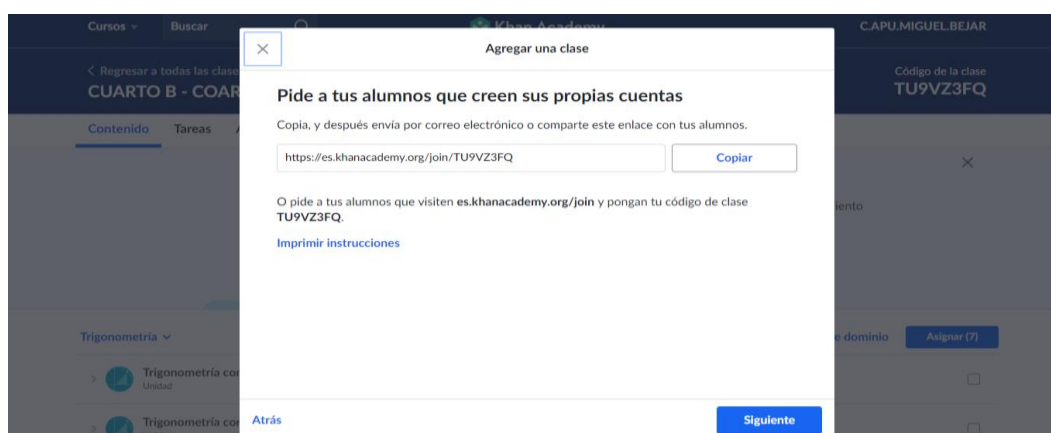 Cursos Buscar Khan Academy C.APU.MIGUEL.BEJAR
Agregar una clase
Regresar a todas las clase
Código de la clase
CUARTO B - COAR
TU9VZ3FQ
Contenido Tareas
Pide a tus alumnos que creen sus propias cuentas
Copia, y después envía por correo electrónico o comparte este enlace con tus alumnos.
https://es.khanacademy.org/join/TU9VZ3FQ Copiar
O pide a tus alumnos que visiten es.khanacademy.org/join y pongan tu código de clase
TU9VZ3FQ.
Imprimir instrucciones
Trigonometría
dominio Asignar (7)
Trigonometría con
Unidad
Trigonometría con
Atrás Siguiente